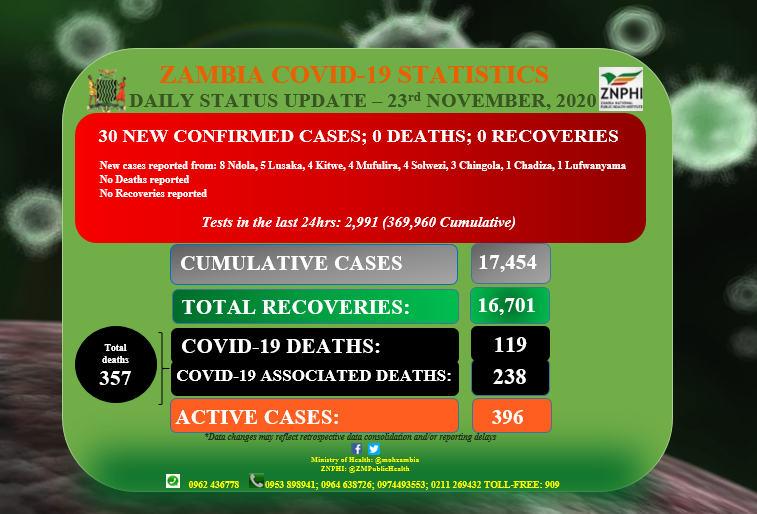 ZAMBIA COVID-19 STATISTICS
DAILY STATUS UPDATE – 23rd NOVEMBER, 2020
ZNPHI
ZAMBIA NATIONAL
PUBLIC HEALTH INSTITUTE
30 NEW CONFIRMED CASES; 0 DEATHS; 0 RECOVERIES
New cases reported from: 8 Ndola, 5 Lusaka, 4 Kitwe, 4 Mufulira, 4 Solwezi, 3 Chingola, 1 Chadiza, 1 Lufwanyama
No Deaths reported
No Recoveries reported
Tests in the last 24hrs: 2,991 (369,960 Cumulative)
CUMULATIVE CASES 17,454
TOTAL RECOVERIES: 16,701
Total
deaths
357
COVID-19 DEATHS: 119
COVID-19 ASSOCIATED DEATHS: 238
ACTIVE CASES: 396
*Data changes may reflect retrospective data consolidation and/or reporting delays
Ministry of Health: @mohzambia
ZNPHI: @ZMPublicHealth
0962 436778 0953 898941; 0964 638726; 0974493553; 0211 269432 TOLL-FREE: 909